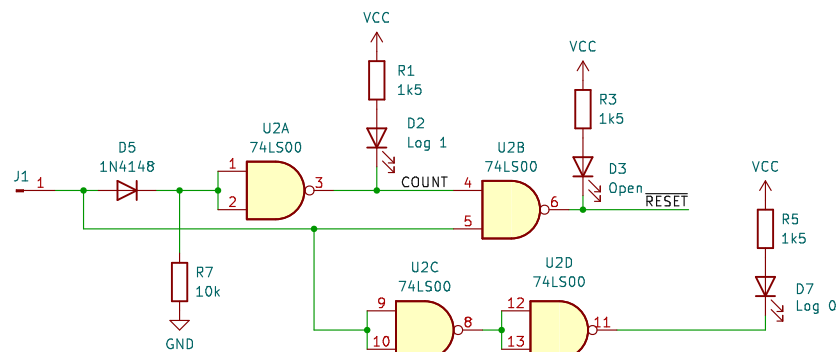 VCC
R1
1k5
D2
Log 1
VCC
R3
1k5
D3
Open
RESET
J1
1
D5
1N4148
U2A
74LS00
1
2
3
COUNT
U2B
74LS00
4
5
6
R7
10k
GND
U2C
74LS00
9
10
8
U2D
74LS00
12
13
11
VCC
R5
1k5
D7
Log 0